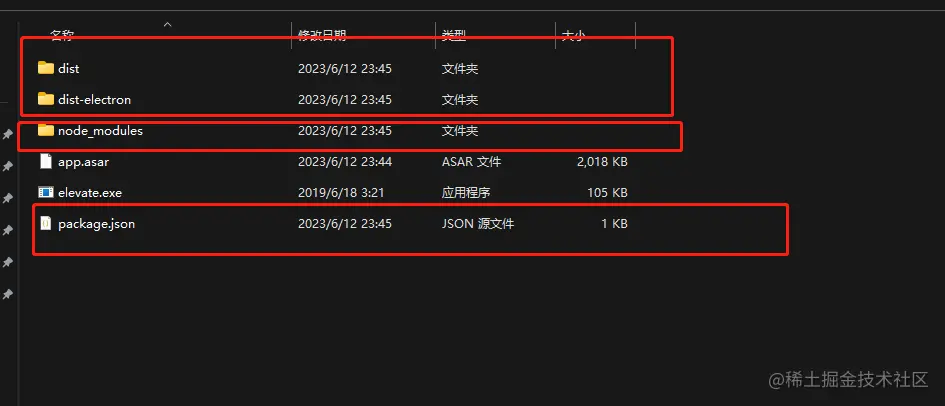 名称 修改日期 类型 大小
dist 2023/6/12 23:45 文件夹
dist-electron 2023/6/12 23:45 文件夹
node_modules 2023/6/12 23:45 文件夹
app.asar 2023/6/12 23:44 ASAR 文件 2,018 KB
elevate.exe 2019/6/18 3:21 应用程序 105 KB
package.json 2023/6/12 23:45 JSON 源文件 1 KB
@稀土掘金技术社区